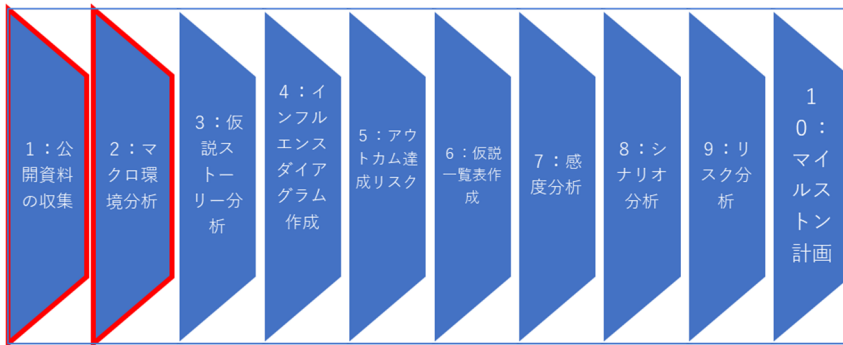 1：公
開資料
の収集
2：マ
クロ環
境分析
3：仮
説ス
トー
リー分
析
4：イ
ンフル
エンス
ダイア
グラム
作成
5：アウ
トカム達
成リスク
6：仮説
一覧表作
成
7：感
度分析
8：シ
ナリオ
分析
9：リ
スク分
析
1
0：
マイ
ルス
トン
計画